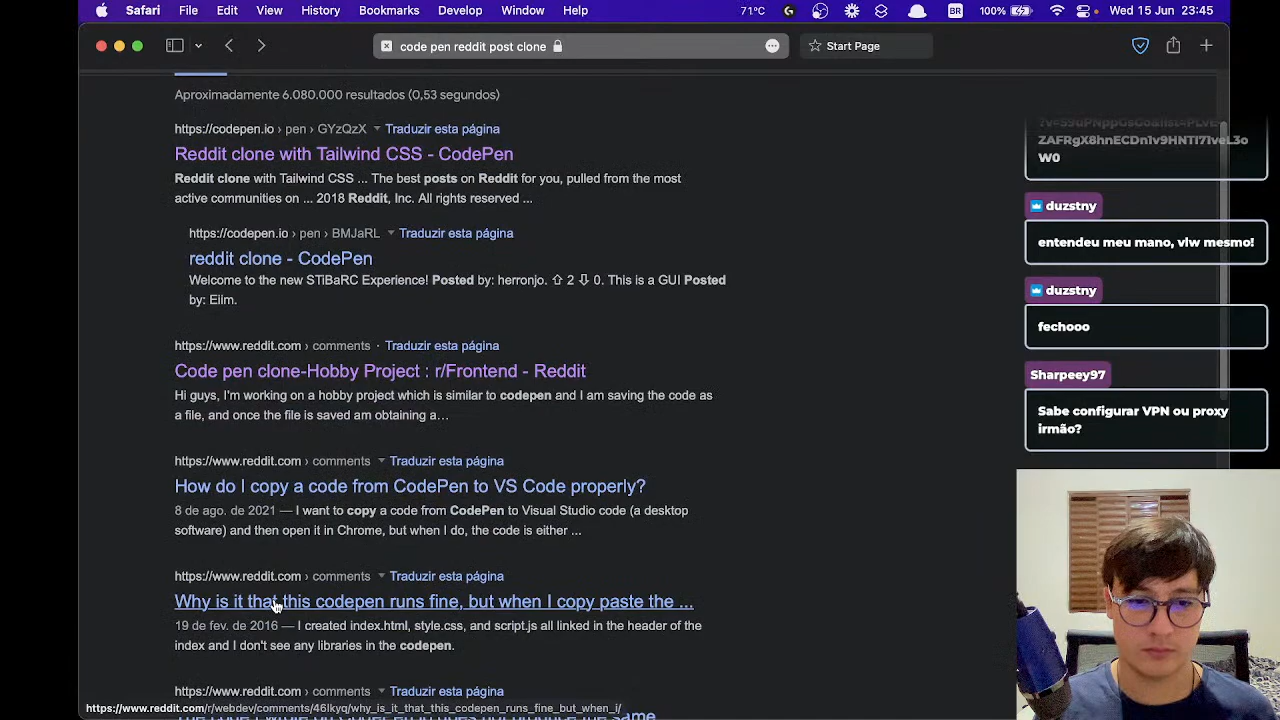 Safari File Edit View History Bookmarks Develop Window Help 71°C BR 100% Wed 15 Jun 23:45
code pen reddit post clone
Start Page
Aproximadamente 6.080.000 resultados (0,53 segundos)
https://codepen.io › pen › GYzQzX Traduzir esta página
Reddit clone with Tailwind CSS - CodePen
Reddit clone with Tailwind CSS ... The best posts on Reddit for you, pulled from the most
active communities on ... 2018 Reddit, Inc. All rights reserved ...
https://codepen.io › pen › BMJaRL Traduzir esta página
reddit clone - CodePen
Welcome to the new STiBaRC Experience! Posted by: herronjo. ⇧ 2 ⇩ 0. This is a GUI Posted
by: Eilm.
https://www.reddit.com › comments · Traduzir esta página
Code pen clone-Hobby Project : r/Frontend - Reddit
Hi guys, I'm working on a hobby project which is similar to codepen and I am saving the code as
a file, and once the file is saved am obtaining a...
https://www.reddit.com › comments Traduzir esta página
How do I copy a code from CodePen to VS Code properly?
8 de ago. de 2021 — I want to copy a code from CodePen to Visual Studio code (a desktop
software) and then open it in Chrome, but when I do, the code is either ...
https://www.reddit.com › comments Traduzir esta página
Why is it that this codepen runs fine, but when I copy paste the ...
19 de fev. de 2016 — I created index.html, style.css, and script.js all linked in the header of the
index and I don't see any libraries in the codepen.
https://www.reddit.com › comments Traduzir esta página
https://www.reddit.com/r/webdev/comments/46lkyq/why_is_it_that_this_codepen_runs_fine_but_when_i/
W0
duzstny
entendeu meu mano, vlw mesmo!
duzstny
fechooo
Sharpeey97
Sabe configurar VPN ou proxy
irmão?